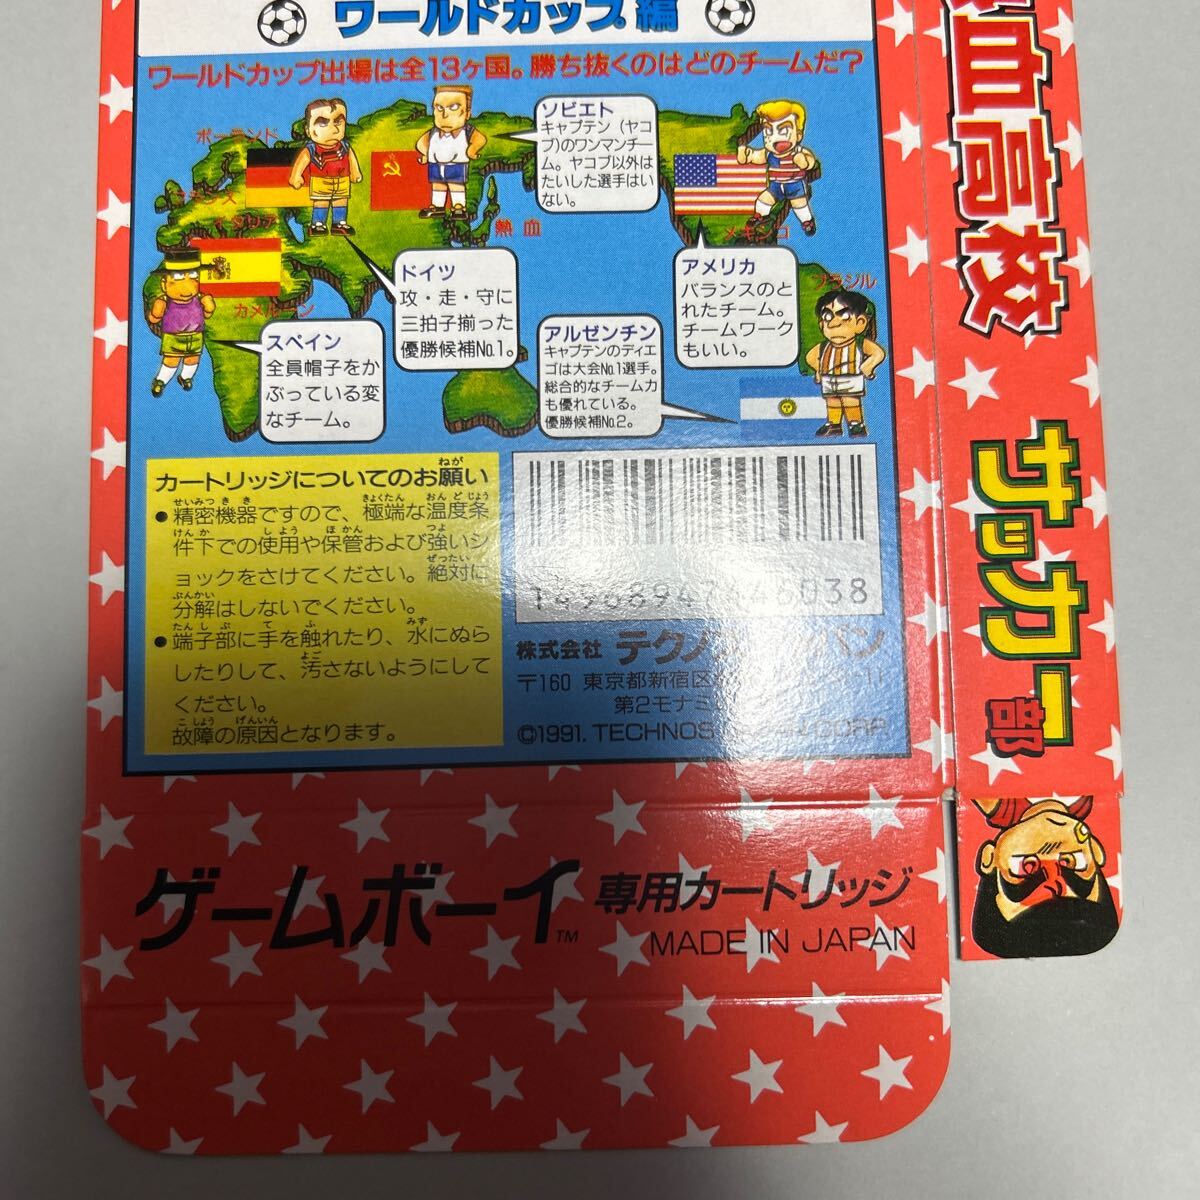 ワールドカップ編
ワールドカップ出場は全13ヶ国。勝ち抜くのはどのチームだ?
ポーランド
イタリア
カメルーン
熱血
メキシコ
ブラジル
ソビエト
キャプテン(ヤコ
ブ)のワンマンチー
ム。ヤコブ以外は
たいした選手はい
ない。
ドイツ
攻・走・守に
三拍子揃った
優勝候補No.1。
アメリカ
バランスのと
れたチーム。
チームワーク
もいい。
スペイン
全員帽子をか
ぶっている変
なチーム。
アルゼンチン
キャプテンのディエ
ゴは大会No.1選手。
総合的なチーム力
も優れている。
優勝候補No.2。
カートリッジについてのお願い
●精密機器ですので、極端な温度条
件下での使用や保管および強いシ
ョックをさけてください。絶対に
分解はしないでください。
●端子部に手を触れたり、水にぬら
したりして、汚さないようにして
ください。
故障の原因となります。
株式会社
〒160 東京都新宿区
第2モナミ
©1991. TECHNOS
血高校
サッカー部
ゲームボーイ™ 専用カートリッジ
MADE IN JAPAN